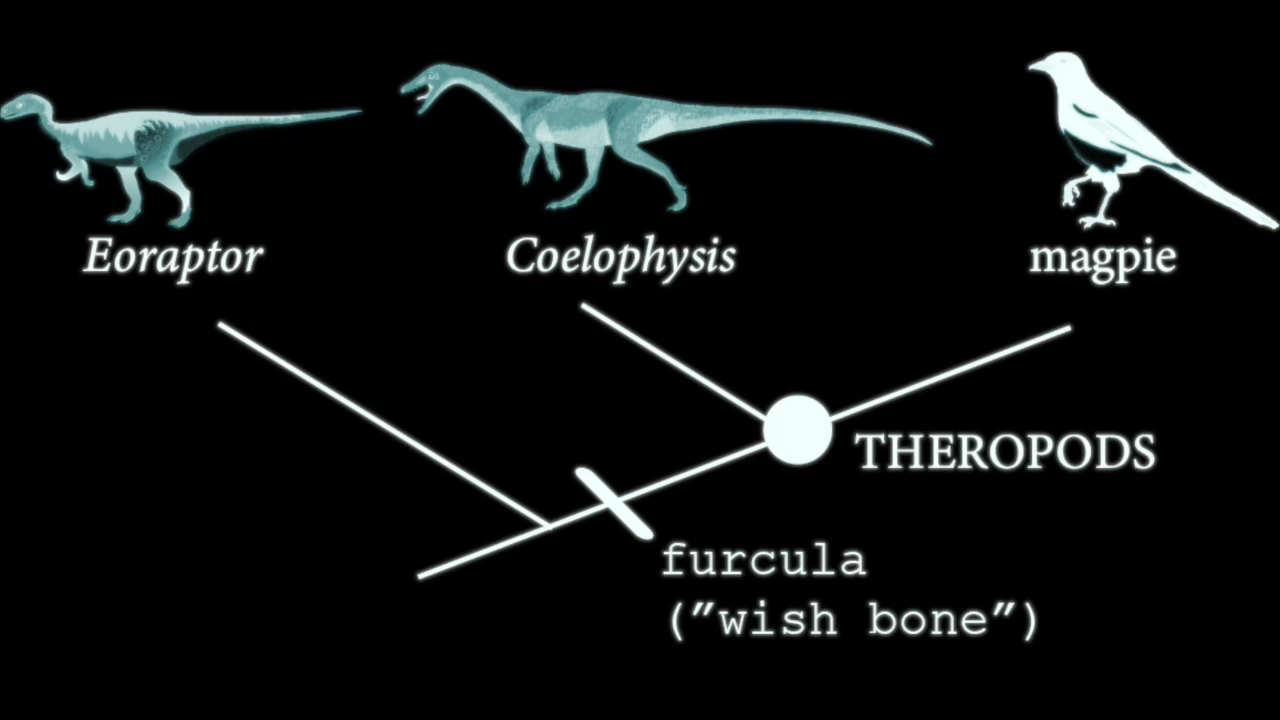 Eoraptor
Coelophysis
magpie
THEROPODS
furcula
(”wish bone”)